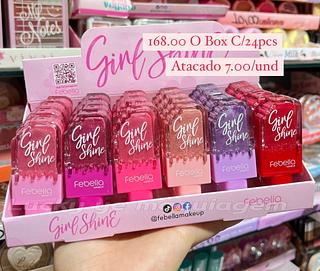 Girl Shine
168.00 O Box C/24pcs
Atacado 7.00/und
Girl Shine
Febella
Girl Shine
Febella
Girl Shine
Febella
Girl Shine
Febella
Girl Shine
Febella
Girl Shine
@febellamakeup
Febella